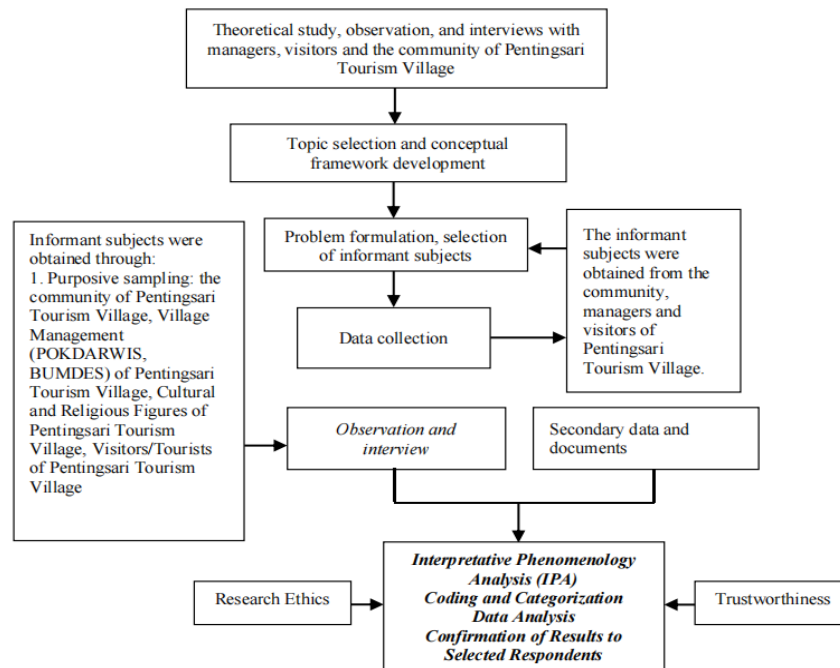 Theoretical study, observation, and interviews with
managers, visitors and the community of Pentingsari
Tourism Village
Topic selection and conceptual
framework development
Problem formulation, selection
of informant subjects
The informant
subjects were
obtained from the
community,
managers and
visitors of
Pentingsari
Tourism Village.
Data collection
Informant subjects were
obtained through:
1. Purposive sampling: the
community of Pentingsari
Tourism Village, Village
Management
(POKDARWIS,
BUMDES) of Pentingsari
Tourism Village, Cultural
and Religious Figures of
Pentingsari Tourism
Village, Visitors/Tourists
of Pentingsari Tourism
Village
Observation and
interview
Secondary data and
documents
Interpretative Phenomenology
Analysis (IPA)
Coding and Categorization
Data Analysis
Confirmation of Results to
Selected Respondents
Research Ethics
Trustworthiness